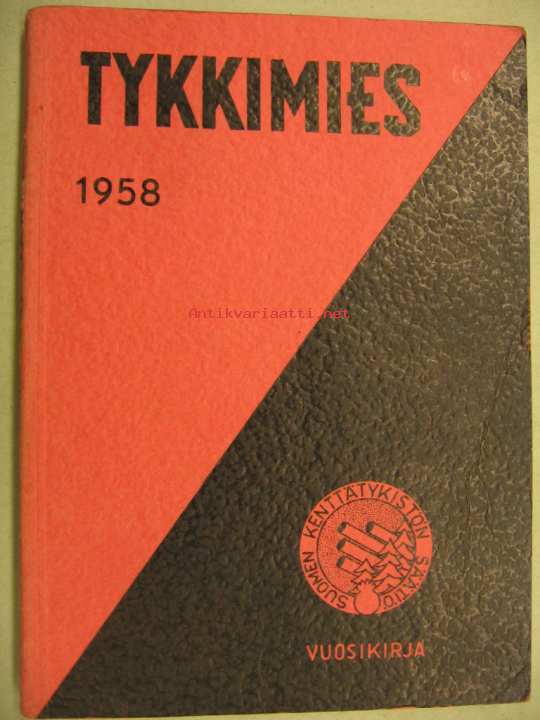 TYKKIMIES
1958
Antikvariaatti.net
SUOMEN KENTTÄTYKISTÖN SÄÄTIÖ
VUOSIKIRJA